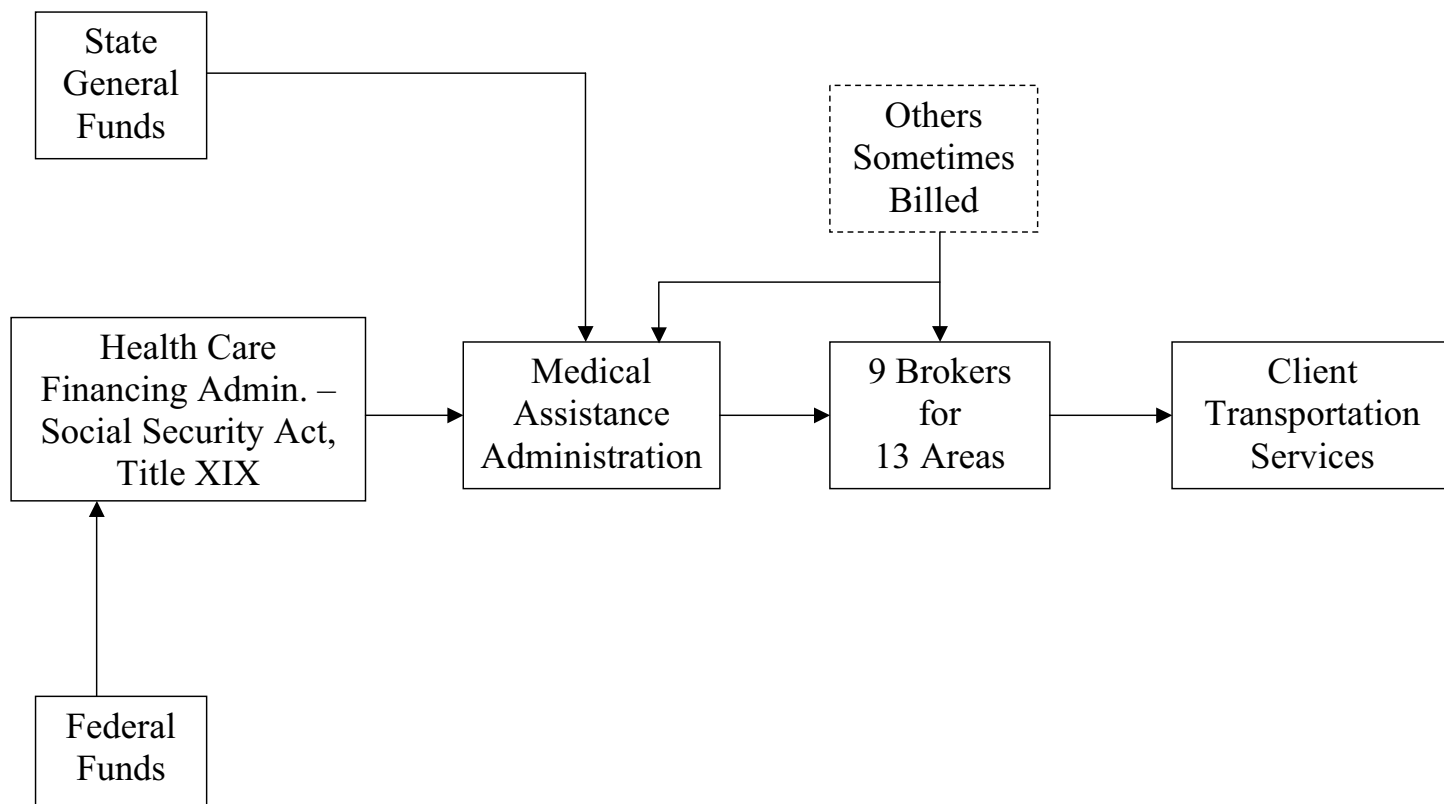 State
General
Funds
Others
Sometimes
Billed
Health Care
Financing Admin. –
Social Security Act,
Title XIX
Medical
Assistance
Administration
9 Brokers
for
13 Areas
Client
Transportation
Services
Federal
Funds